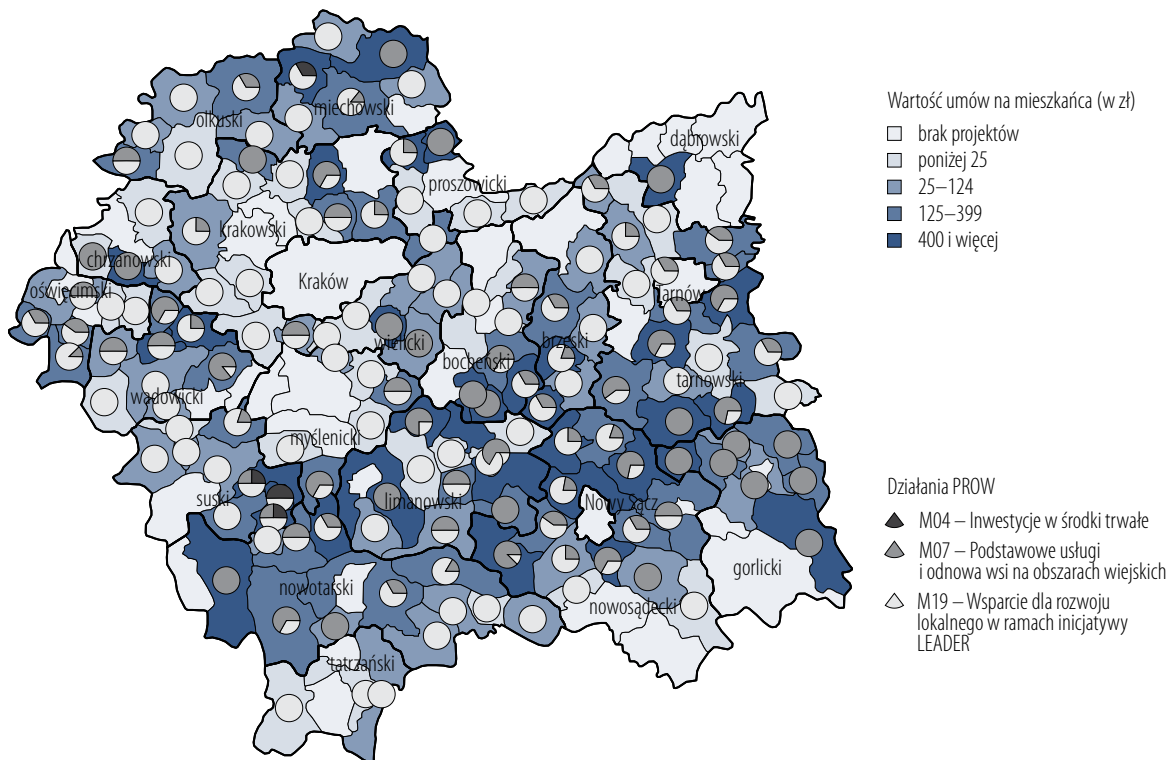 olkuski
miechowski
dąbrowski
proszowicki
krakowski
chrzanowski
Kraków
Tarnów
oświęcimski
wielicki
bocheński
brzeski
tarnowski
wadowicki
myślenicki
suski
limanowski
Nowy Sącz
gorlicki
nowotarski
nowosądecki
tatrzański
Wartość umów na mieszkańca (w zł)
brak projektów
poniżej 25
25–124
125–399
400 i więcej
Działania PROW
M04 – Inwestycje w środki trwałe
M07 – Podstawowe usługi
i odnowa wsi na obszarach wiejskich
M19 – Wsparcie dla rozwoju
lokalnego w ramach inicjatywy
LEADER